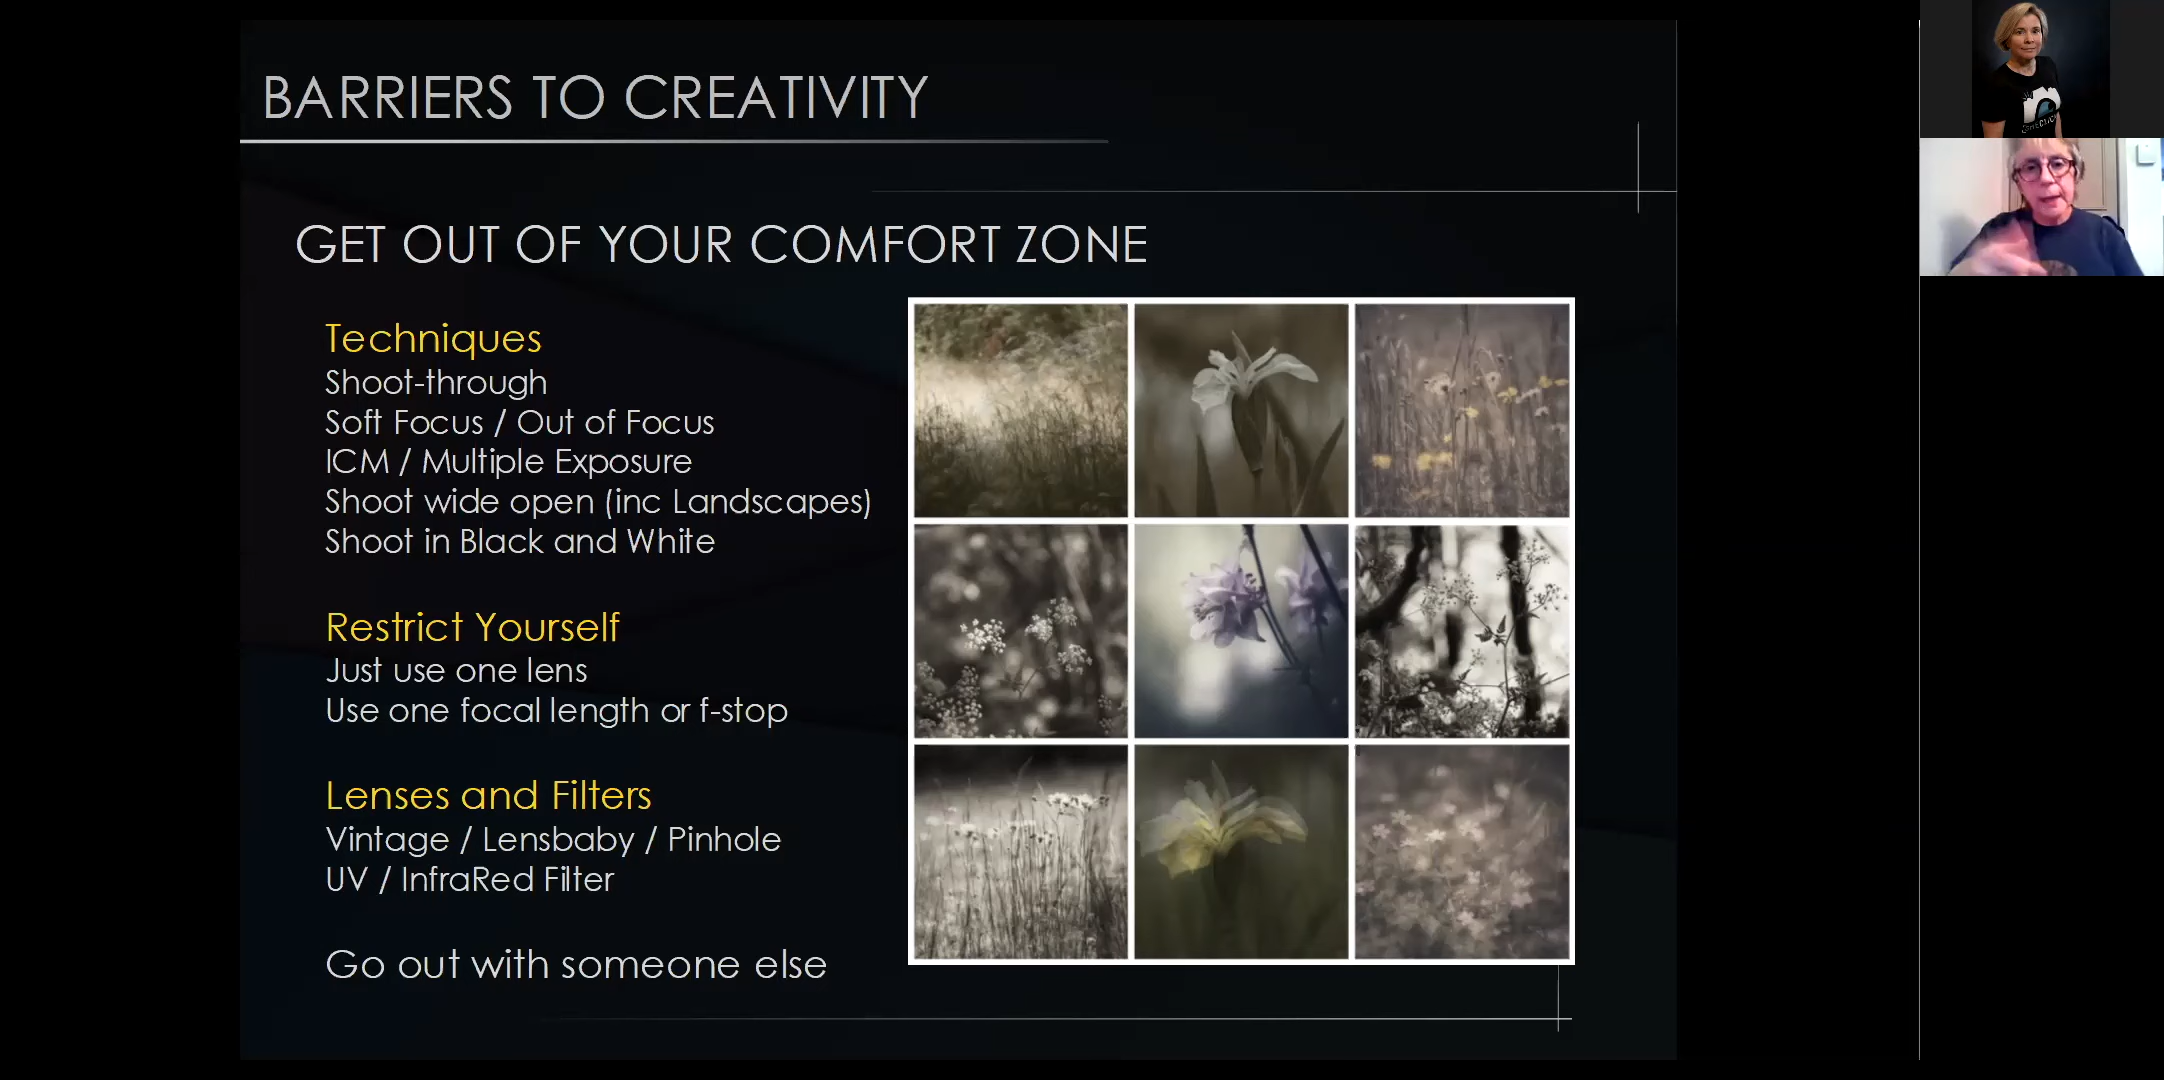 BARRIERS TO CREATIVITY
GET OUT OF YOUR COMFORT ZONE
Techniques
Shoot-through
Soft Focus / Out of Focus
ICM / Multiple Exposure
Shoot wide open (inc Landscapes)
Shoot in Black and White
Restrict Yourself
Just use one lens
Use one focal length or f-stop
Lenses and Filters
Vintage / Lensbaby / Pinhole
UV / InfraRed Filter
Go out with someone else